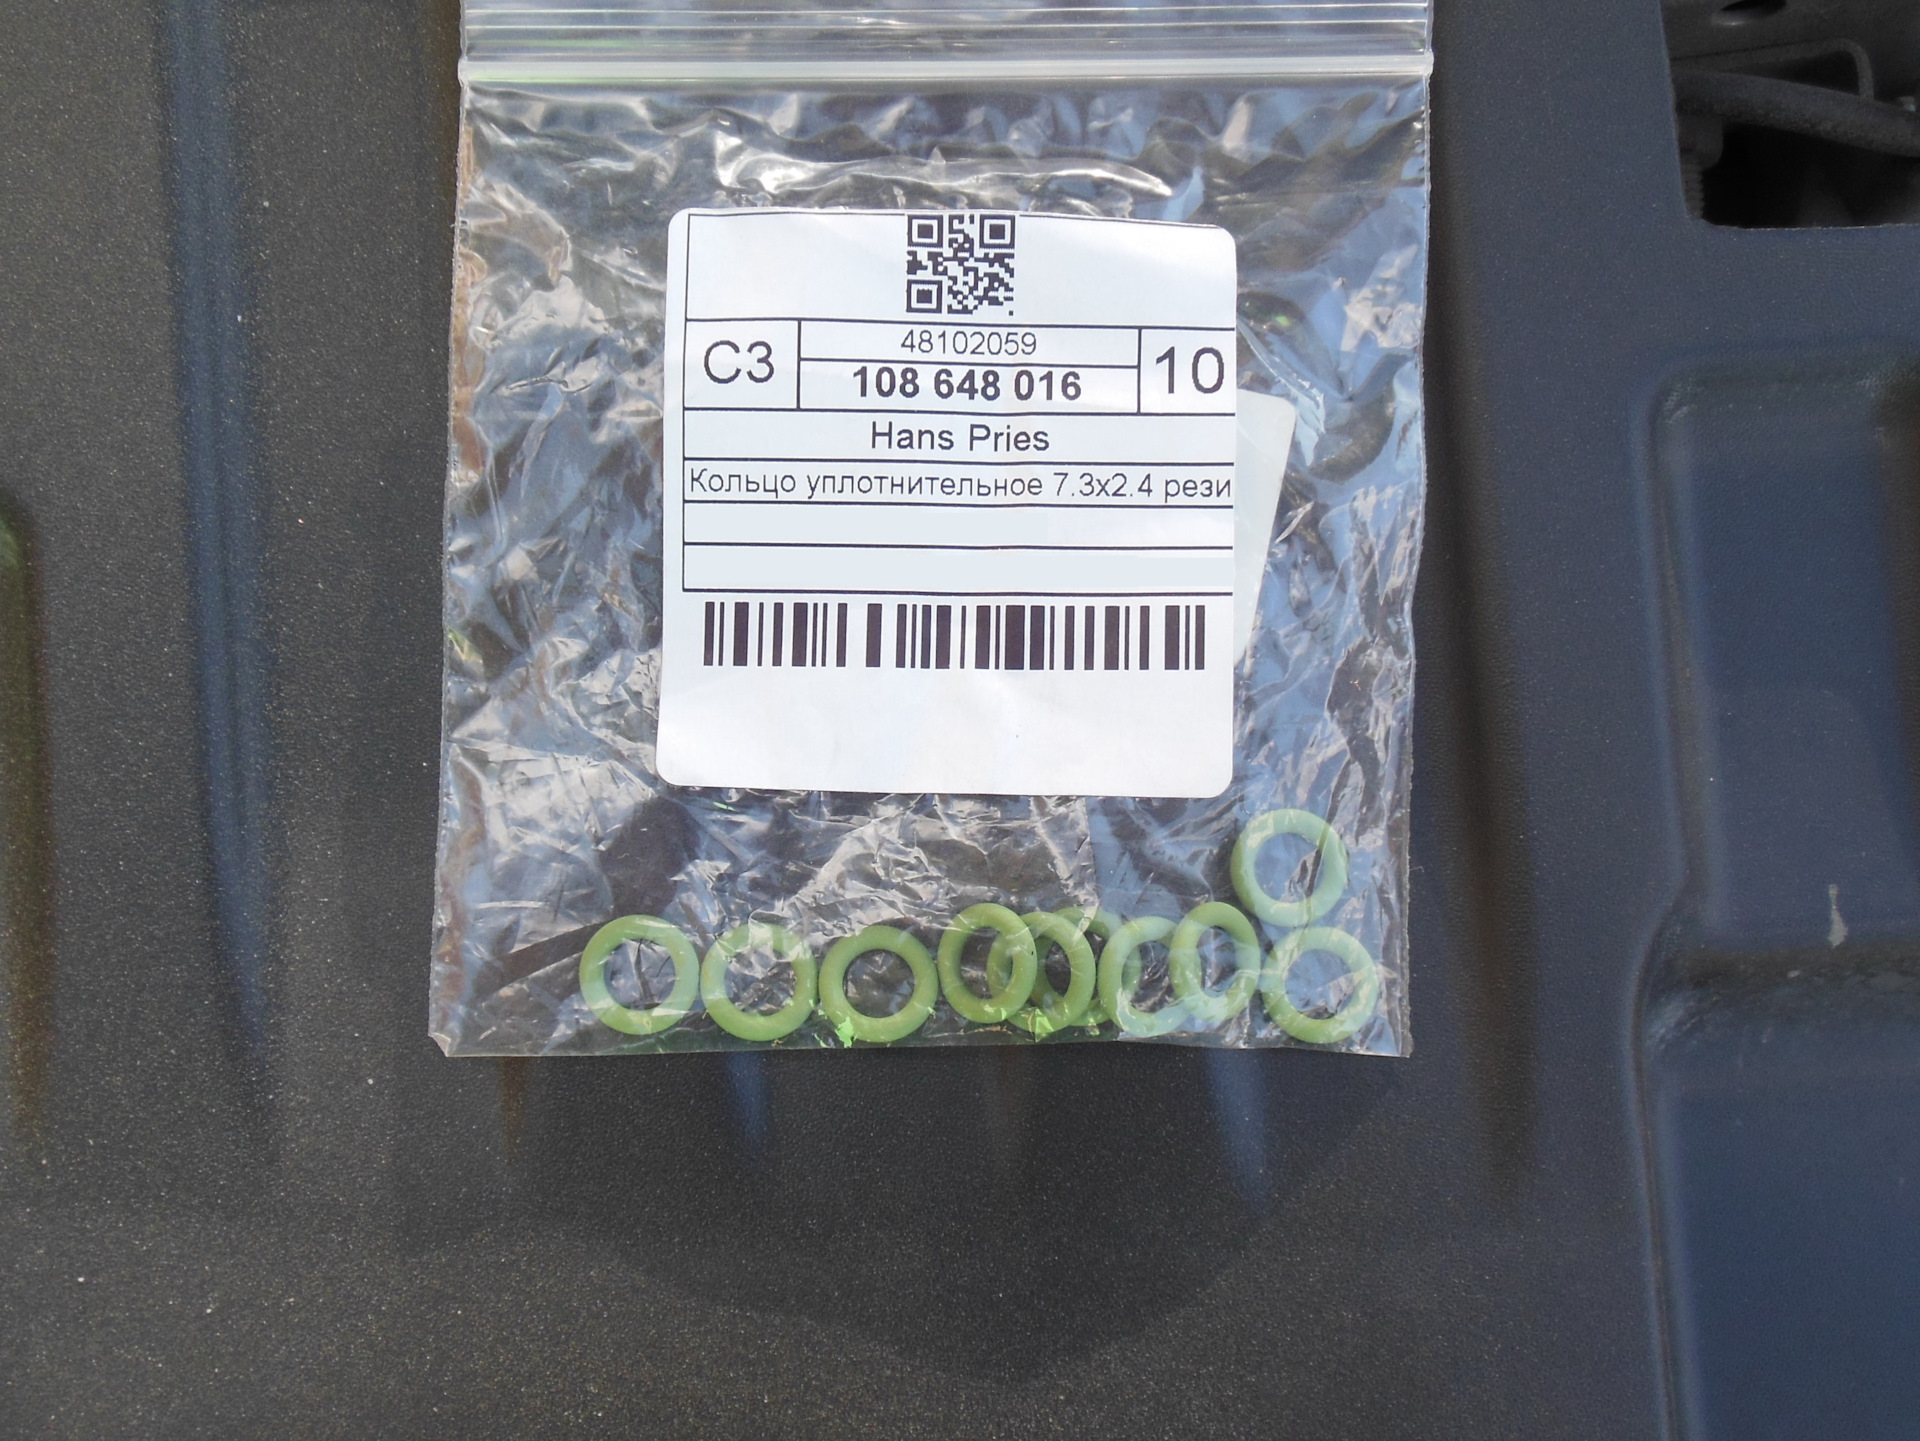 48102059
C3
108 648 016
10
Hans Pries
Кольцо уплотнительное 7.3x2.4 рези